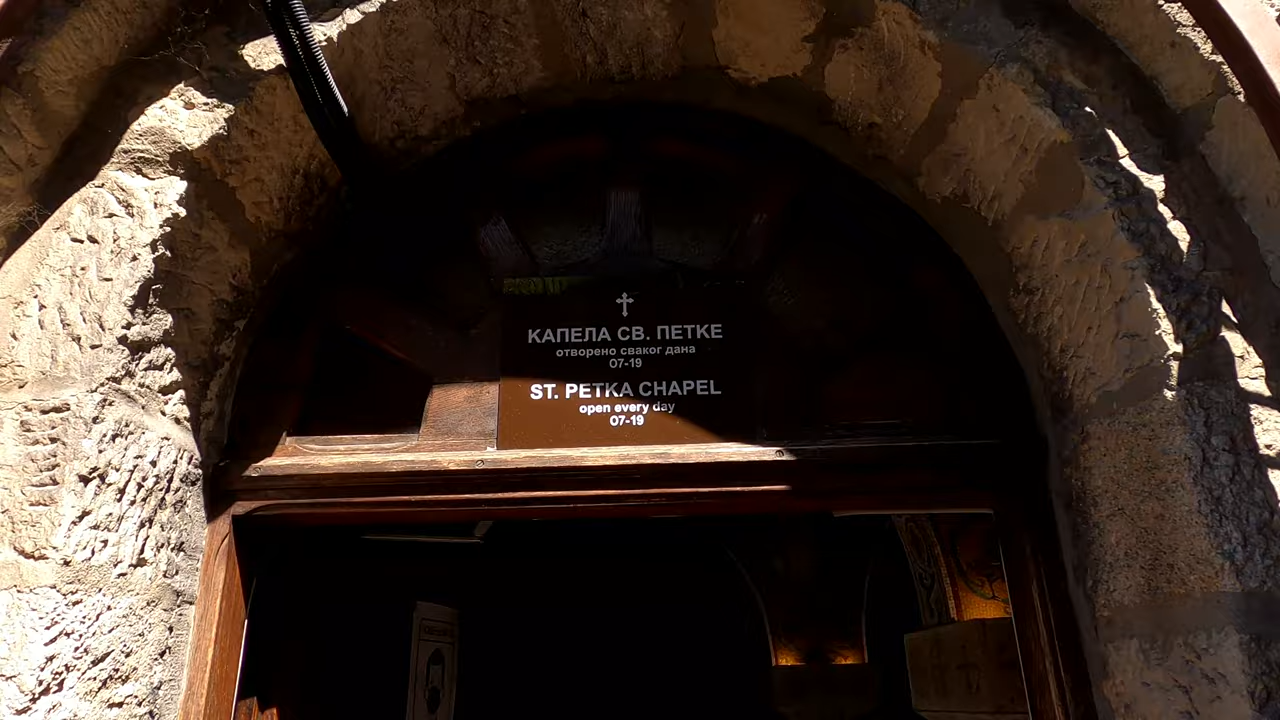 КАПЕЛА СВ. ПЕТКЕ
отворено сваког дана
07-19
ST. PETKA CHAPEL
open every day
07-19